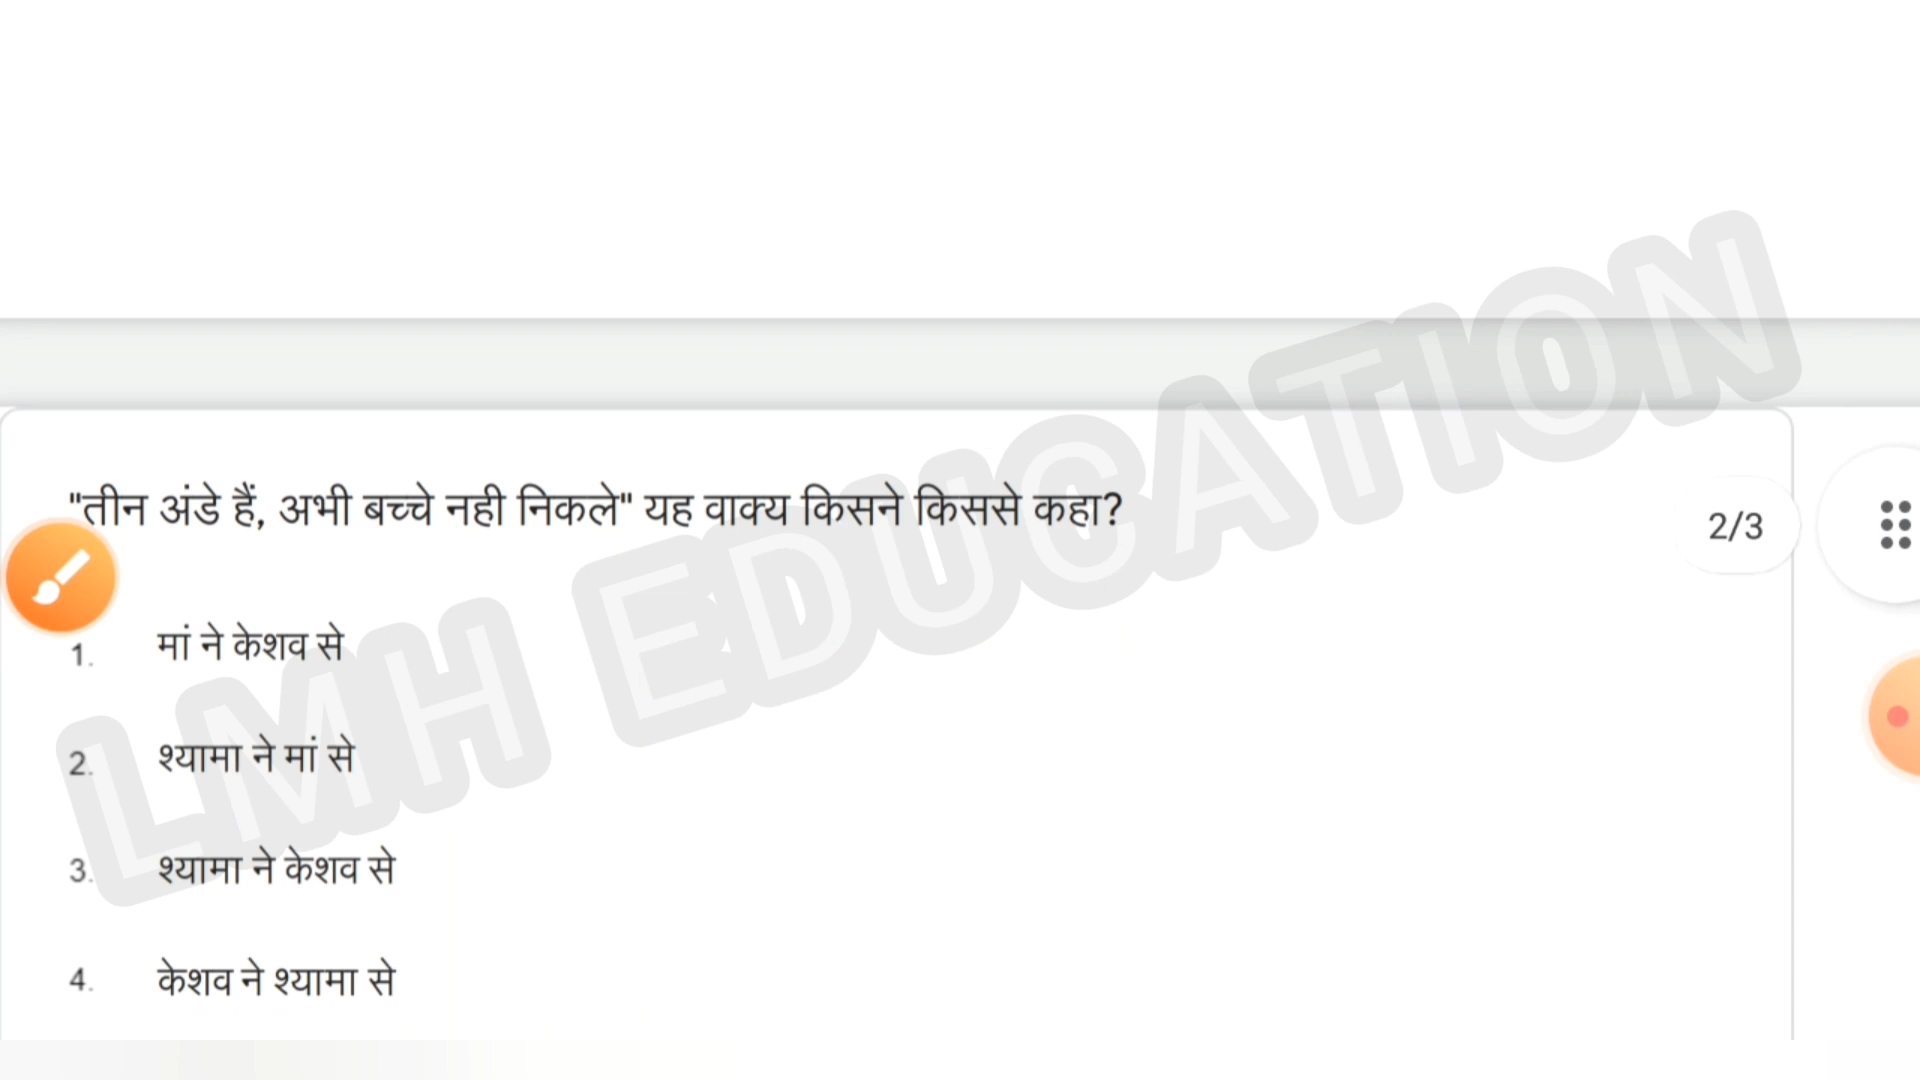 "तीन अंडे हैं, अभी बच्चे नही निकले" यह वाक्य किसने किससे कहा?
2/3
1. मां ने केशव से
2. श्यामा ने मां से
3. श्यामा ने केशव से
4. केशव ने श्यामा से
LMH EDUCATION